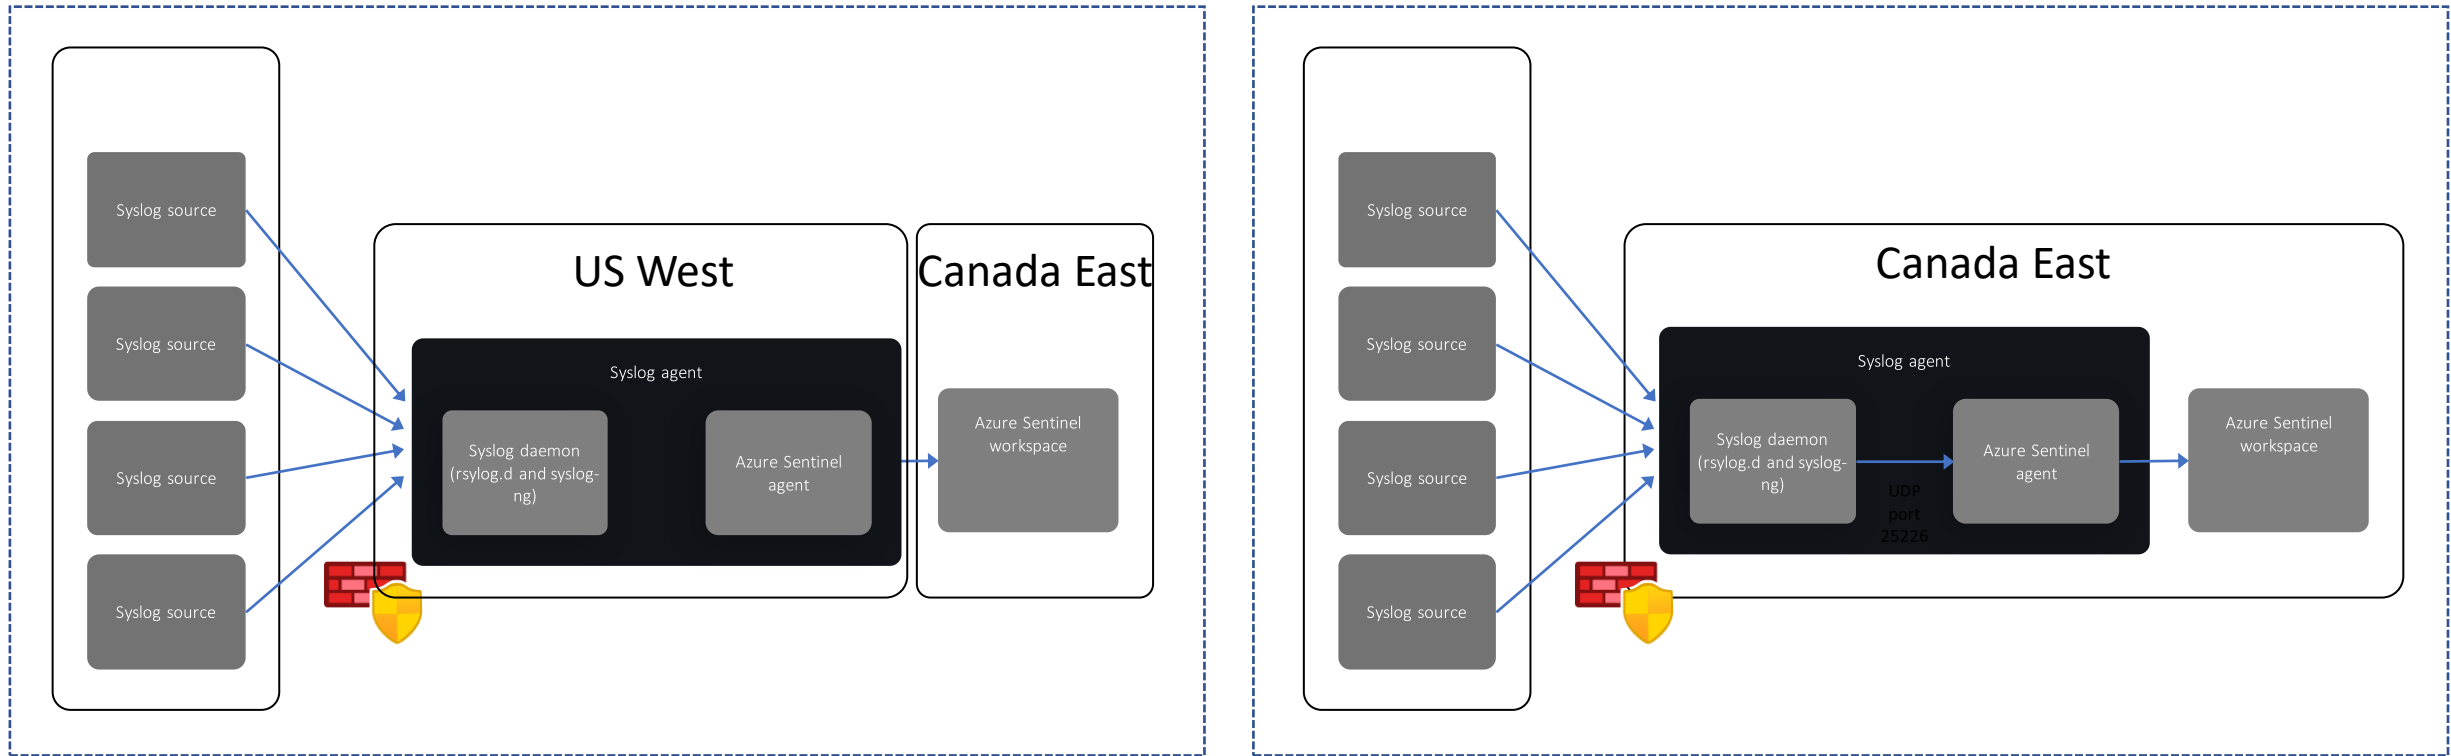 Syslog source
Syslog source
Syslog source
Syslog source
US West
Syslog agent
Syslog daemon
(rsylog.d and syslog-
ng)
Azure Sentinel
agent
Canada East
Azure Sentinel
workspace
Syslog source
Syslog source
Syslog source
Syslog source
Canada East
Syslog agent
Syslog daemon
(rsylog.d and syslog-
ng)
UDP
port
25226
Azure Sentinel
agent
Azure Sentinel
workspace